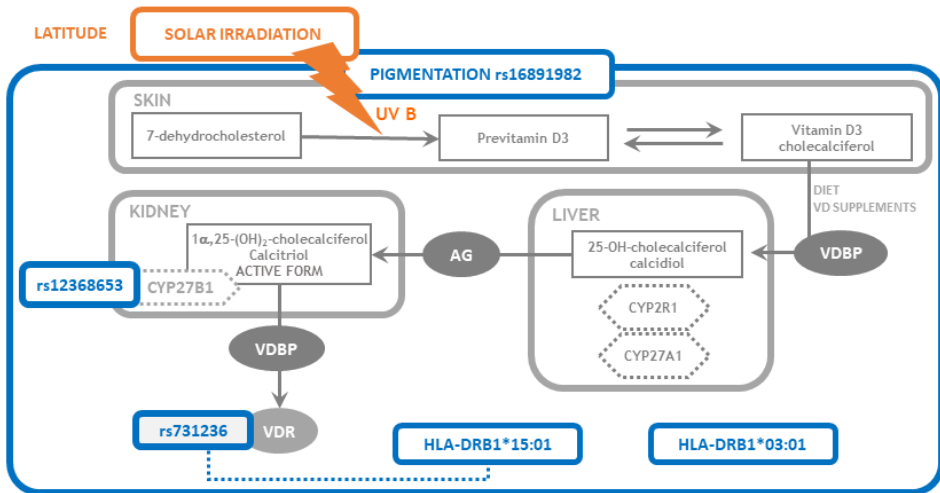 LATITUDE
SOLAR IRRADIATION
PIGMENTATION rs16891982
SKIN
UV B
7-dehydrocholesterol
Previtamin D3
Vitamin D3
cholecalciferol
DIET
VD SUPPLEMENTS
KIDNEY
1α,25-(OH)₂-cholecalciferol
Calcitriol
ACTIVE FORM
AG
LIVER
25-OH-cholecalciferol
calcidiol
VDBP
rs12368653
CYP27B1
CYP2R1
CYP27A1
VDBP
rs731236
VDR
HLA-DRB1*15:01
HLA-DRB1*03:01